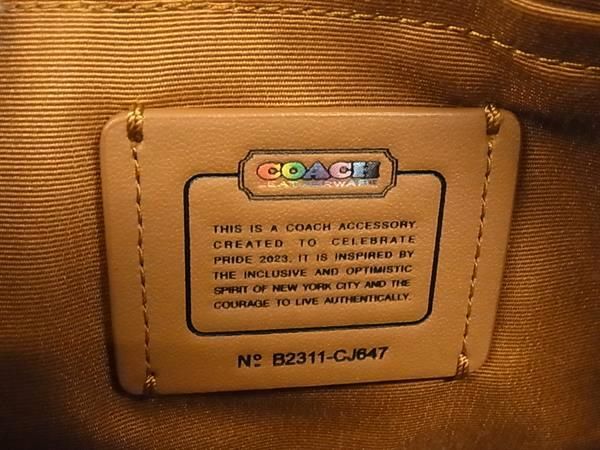 COACH
LEATHERWARE
THIS IS A COACH ACCESSORY.
CREATED TO CELEBRATE
PRIDE 2023, IT IS INSPIRED BY
THE INCLUSIVE AND OPTIMISTIC
SPIRIT OF NEW YORK CITY AND THE
COURAGE TO LIVE AUTHENTICALLY.
Nº B2311-CJ647